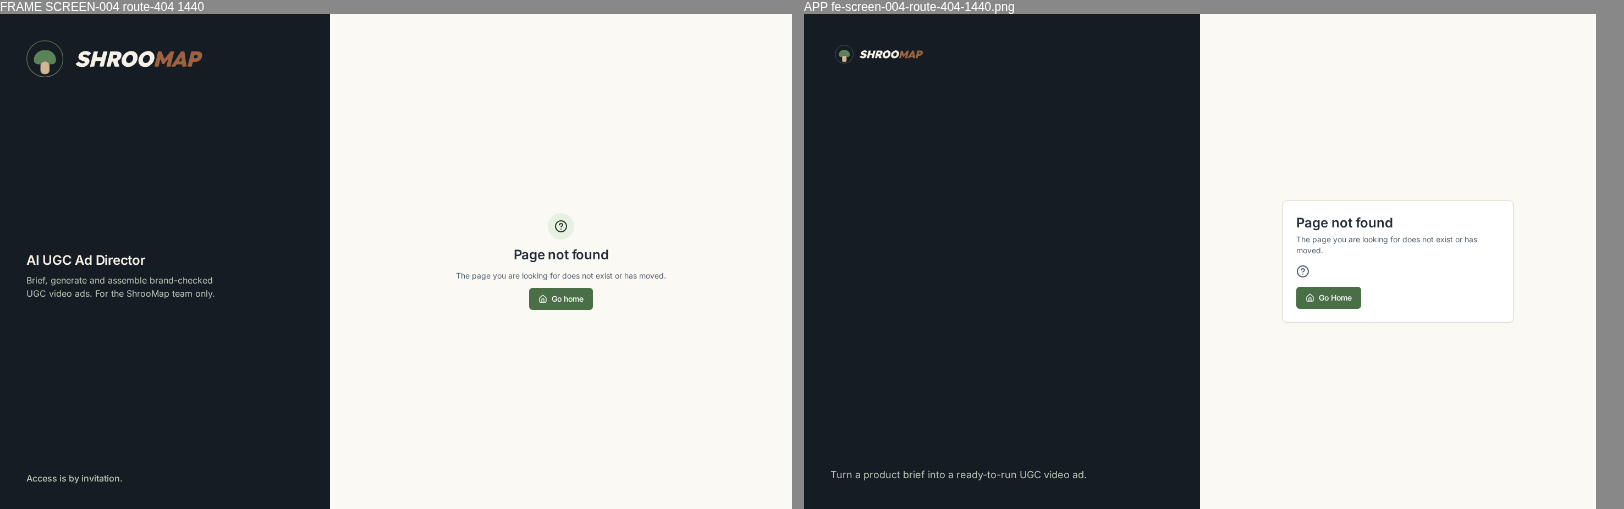 FRAME SCREEN-004 route-404 1440
SHROOMAP
AI UGC Ad Director
Brief, generate and assemble brand-checked
UGC video ads. For the ShrooMap team only.
Access is by invitation.
Page not found
The page you are looking for does not exist or has moved.
Go home
APP fe-screen-004-route-404-1440.png
SHROOMAP
Turn a product brief into a ready-to-run UGC video ad.
Page not found
The page you are looking for does not exist or has
moved.
Go Home